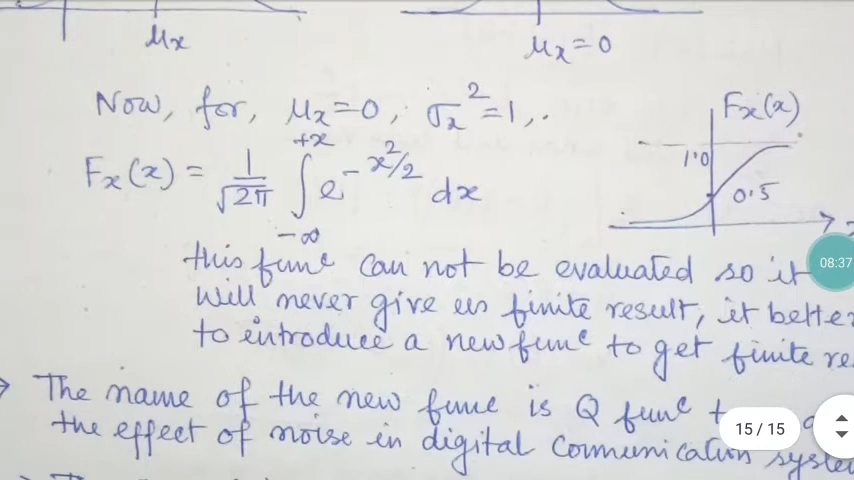 μx
μx=0
Now, for, μx=0, σx²=1,.
Fx(x)
1.0
0.5
Fx(x) = 1/√2π ∫ -∞ +x e^-x²/2 dx
08:37
this funᶜ can not be evaluated so it
will never give us finite result, it better
to introduce a new funᶜ to get finite
The name of the new func is Q funᶜ
the effect of noise in digital communication
15 / 15